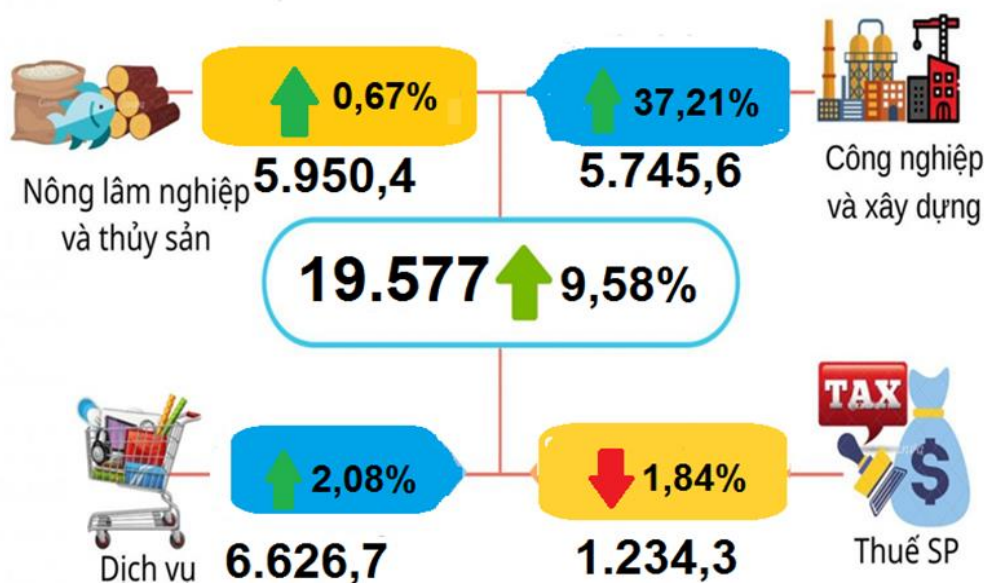 0,67%
37,21%
5.950,4
5.745,6
Nông lâm nghiệp
và thủy sản
Công nghiệp
và xây dựng
19.577
9,58%
TAX
2,08%
1,84%
$
Dịch vụ
6.626,7
1.234,3
Thuế SP